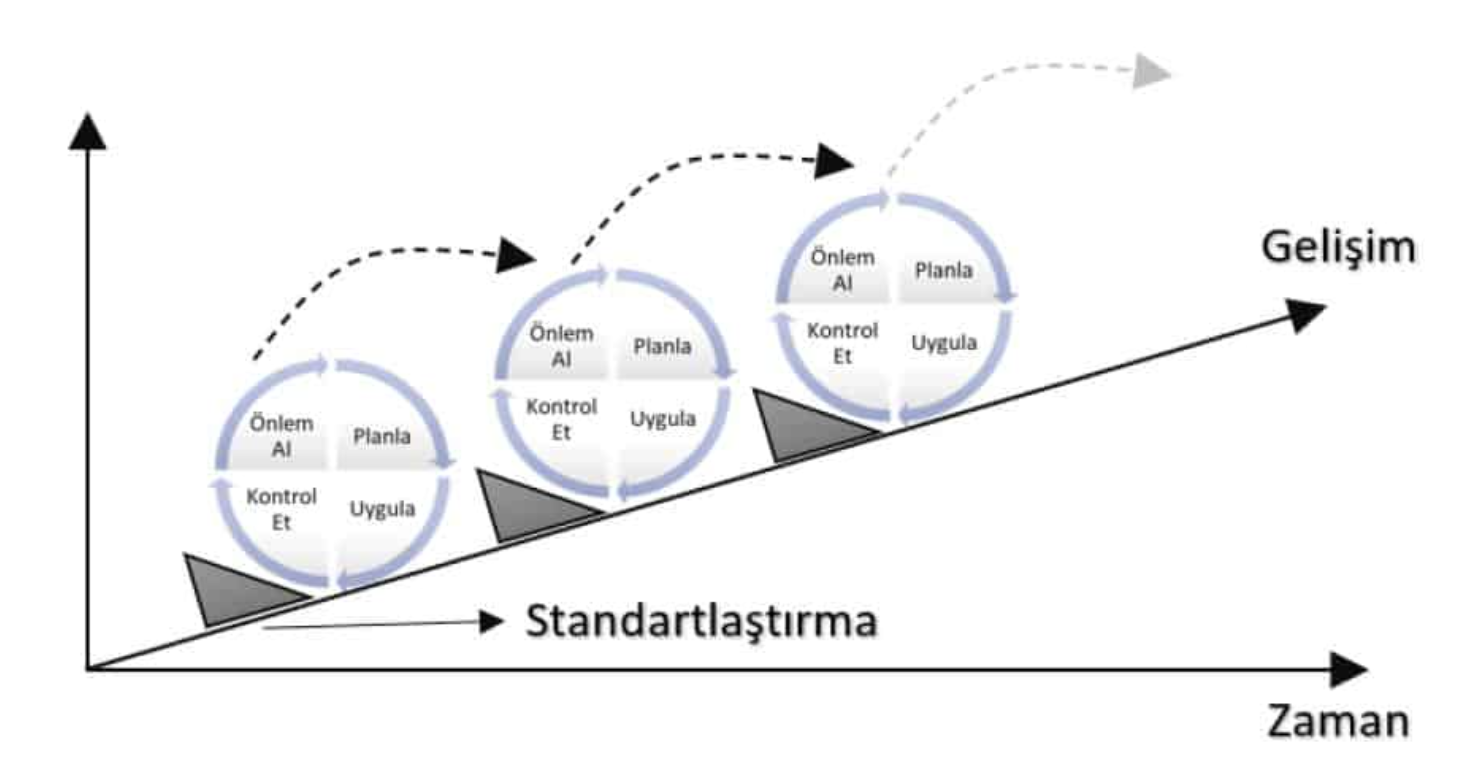 Önlem
Al
Planla
Kontrol
Et
Uygula
Önlem
Al
Planla
Kontrol
Et
Uygula
Önlem
Al
Planla
Kontrol
Et
Uygula
Gelişim
Standartlaştırma
Zaman